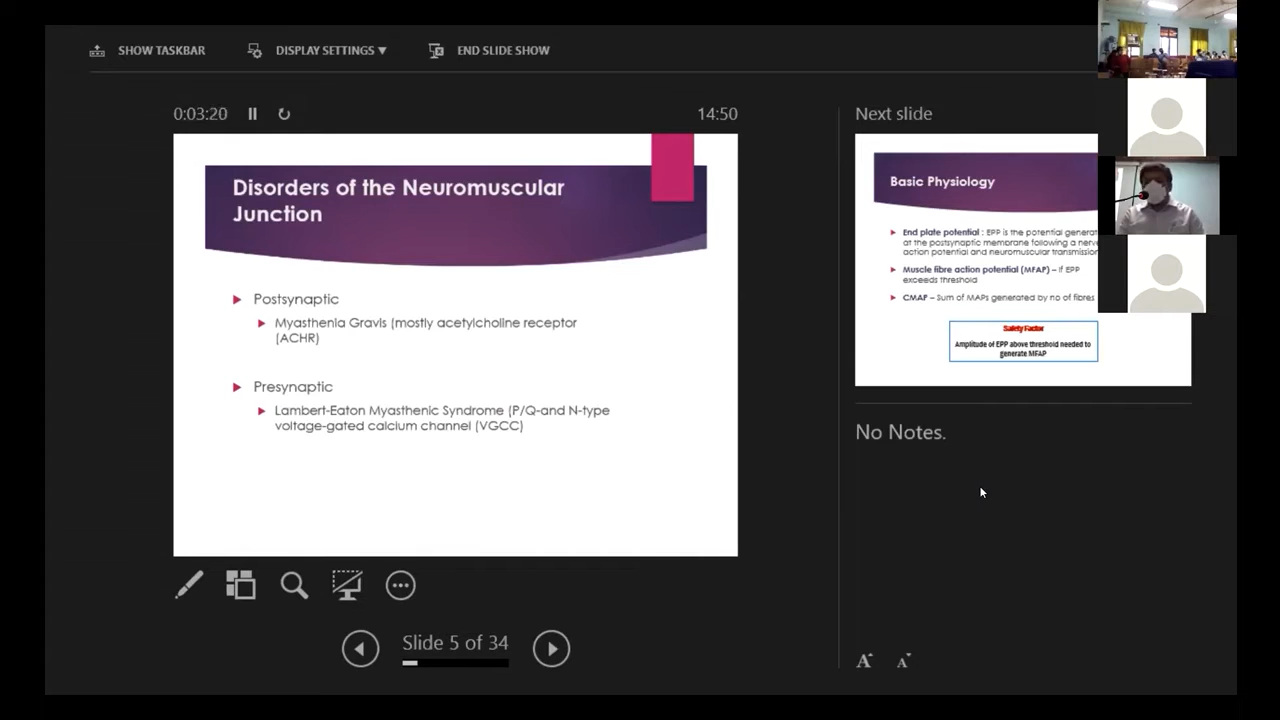 SHOW TASKBAR
DISPLAY SETTINGS ▼
END SLIDE SHOW
0:03:20
14:50
Disorders of the Neuromuscular
Junction
Postsynaptic
Myasthenia Gravis (mostly acetylcholine receptor
(ACHR)
Presynaptic
Lambert-Eaton Myasthenic Syndrome (P/Q-and N-type
voltage-gated calcium channel (VGCC)
Slide 5 of 34
Next slide
Basic Physiology
End plate potential : EPP is the potential
at the postsynaptic membrane following a
action potential and neuromuscular
Muscle fibre action potential (MFAP) – if EPP
exceeds threshold
CMAP – Sum of MAPs generated by no of fibres
Safety Factor
Amplitude of EPP above threshold needed to
generate MFAP
No Notes.
A A